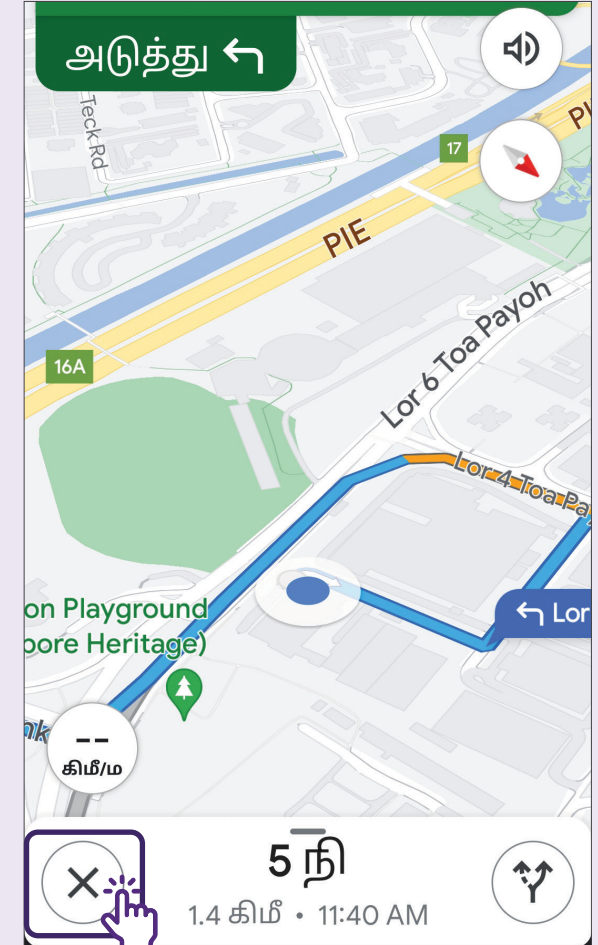 அடுத்து
Teck Rd
17
PIE
16A
Lor 6 Toa Payoh
Lor 4 Toa Pa
on Playground
pore Heritage)
Lor
--
கிமீ/ம
5 நி
1.4 கிமீ • 11:40 AM